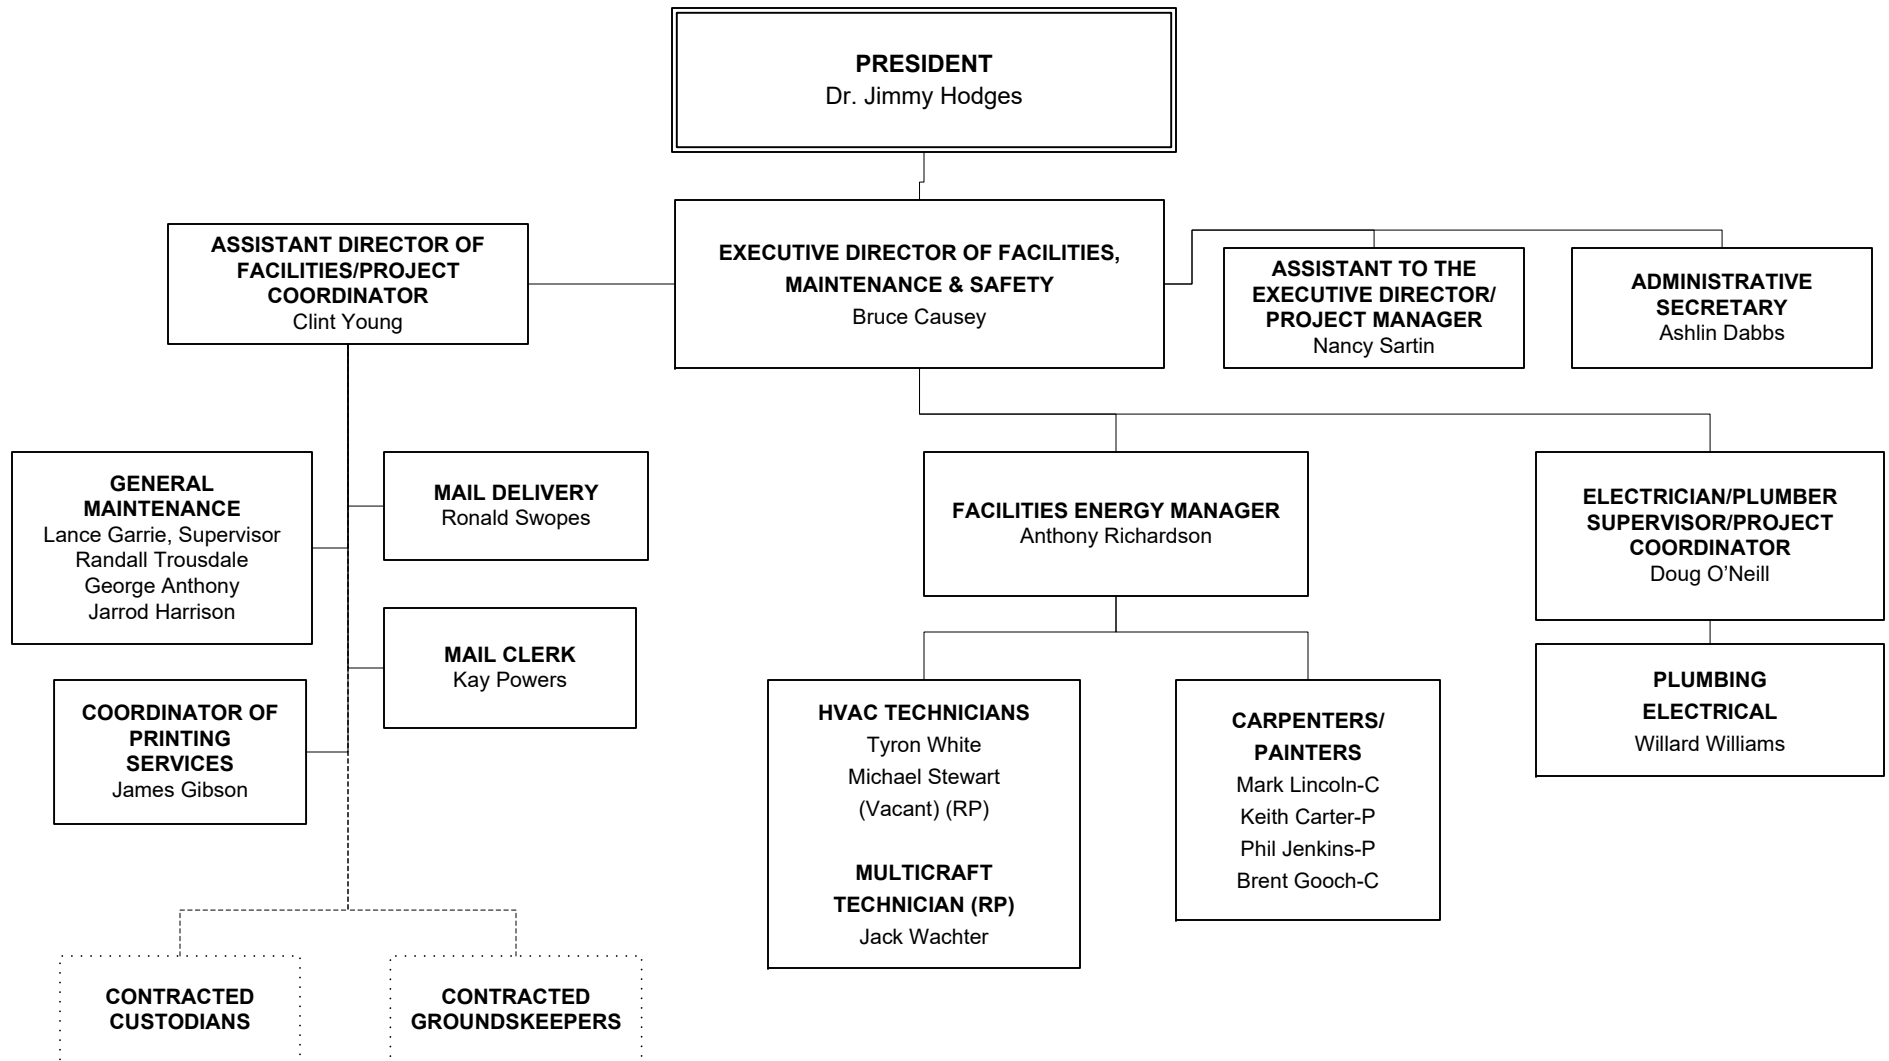 PRESIDENT
Dr. Jimmy Hodges
ASSISTANT DIRECTOR OF
FACILITIES/PROJECT
COORDINATOR
Clint Young
EXECUTIVE DIRECTOR OF FACILITIES,
MAINTENANCE & SAFETY
Bruce Causey
ASSISTANT TO THE
EXECUTIVE DIRECTOR/
PROJECT MANAGER
Nancy Sartin
ADMINISTRATIVE
SECRETARY
Ashlin Dabbs
GENERAL
MAINTENANCE
Lance Garrie, Supervisor
Randall Trousdale
George Anthony
Jarrod Harrison
MAIL DELIVERY
Ronald Swopes
FACILITIES ENERGY MANAGER
Anthony Richardson
ELECTRICIAN/PLUMBER
SUPERVISOR/PROJECT
COORDINATOR
Doug O’Neill
MAIL CLERK
Kay Powers
COORDINATOR OF
PRINTING
SERVICES
James Gibson
HVAC TECHNICIANS
Tyron White
Michael Stewart
(Vacant) (RP)
MULTICRAFT
TECHNICIAN (RP)
Jack Wachter
CARPENTERS/
PAINTERS
Mark Lincoln-C
Keith Carter-P
Phil Jenkins-P
Brent Gooch-C
PLUMBING
ELECTRICAL
Willard Williams
CONTRACTED
CUSTODIANS
CONTRACTED
GROUNDSKEEPERS